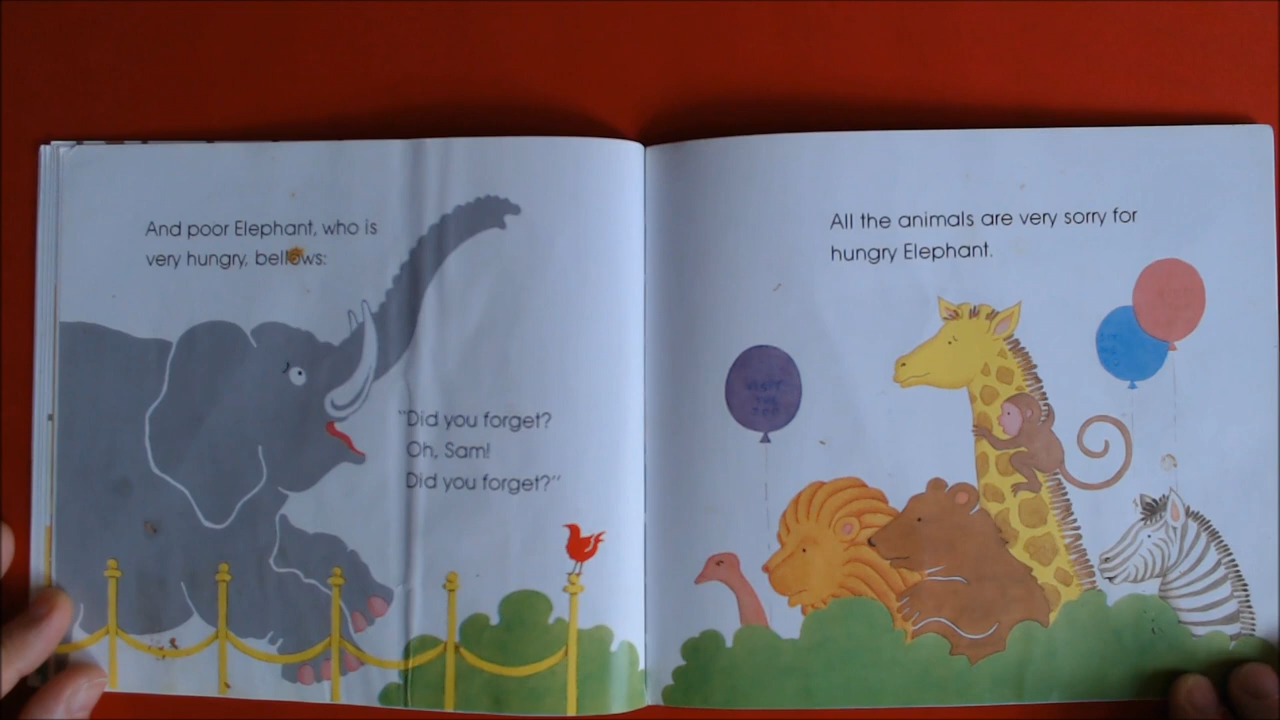 And poor Elephant, who is
very hungry, bellows:
"Did you forget?
Oh, Sam!
Did you forget?"
All the animals are very sorry for
hungry Elephant.